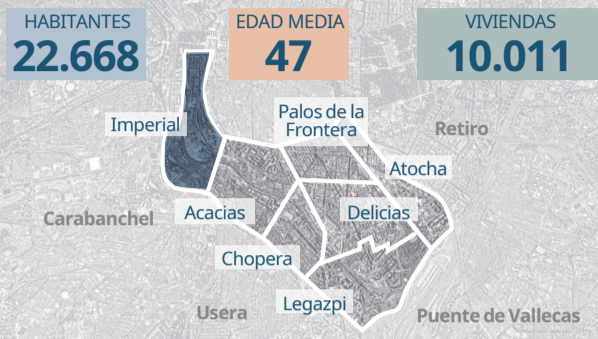 HABITANTES
22.668
EDAD MEDIA
47
VIVIENDAS
10.011
Imperial
Palos de la
Frontera
Retiro
Atocha
Carabanchel
Acacias
Delicias
Chopera
Legazpi
Usera
Puente de Vallecas